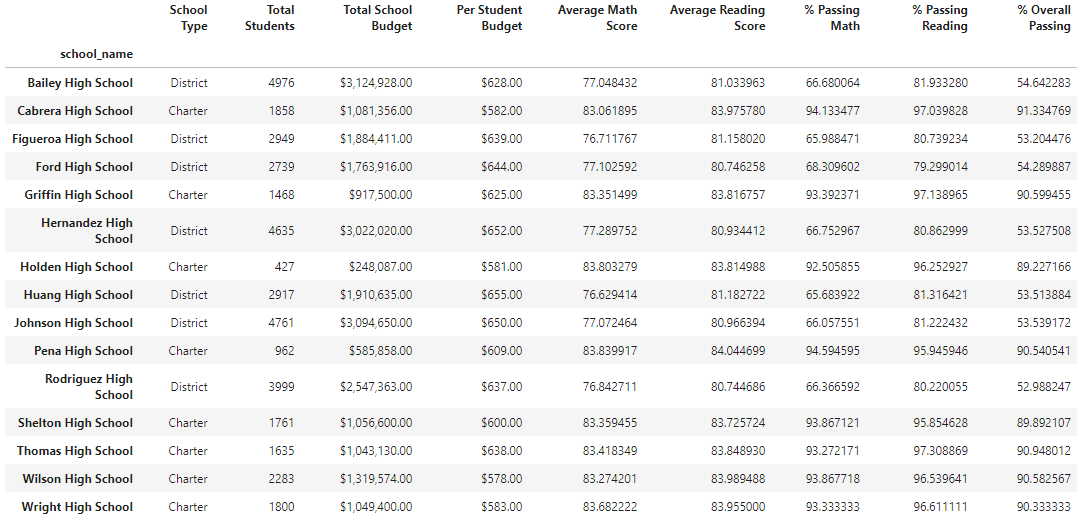 School Type Total Students Total School Budget Per Student Budget Average Math Score Average Reading Score % Passing Math % Passing Reading % Overall Passing
school_name
Bailey High School District 4976 $3,124,928.00 $628.00 77.048432 81.033963 66.680064 81.933280 54.642283
Cabrera High School Charter 1858 $1,081,356.00 $582.00 83.061895 83.975780 94.133477 97.039828 91.334769
Figueroa High School District 2949 $1,884,411.00 $639.00 76.711767 81.158020 65.988471 80.739234 53.204476
Ford High School District 2739 $1,763,916.00 $644.00 77.102592 80.746258 68.309602 79.299014 54.289887
Griffin High School Charter 1468 $917,500.00 $625.00 83.351499 83.816757 93.392371 97.138965 90.599455
Hernandez High School District 4635 $3,022,020.00 $652.00 77.289752 80.934412 66.752967 80.862999 53.527508
Holden High School Charter 427 $248,087.00 $581.00 83.803279 83.814988 92.505855 96.252927 89.227166
Huang High School District 2917 $1,910,635.00 $655.00 76.629414 81.182722 65.683922 81.316421 53.513884
Johnson High School District 4761 $3,094,650.00 $650.00 77.072464 80.966394 66.057551 81.222432 53.539172
Pena High School Charter 962 $585,858.00 $609.00 83.839917 84.044699 94.594595 95.945946 90.540541
Rodriguez High School District 3999 $2,547,363.00 $637.00 76.842711 80.744686 66.366592 80.220055 52.988247
Shelton High School Charter 1761 $1,056,600.00 $600.00 83.359455 83.725724 93.867121 95.854628 89.892107
Thomas High School Charter 1635 $1,043,130.00 $638.00 83.418349 83.848930 93.272171 97.308869 90.948012
Wilson High School Charter 2283 $1,319,574.00 $578.00 83.274201 83.989488 93.867718 96.539641 90.582567
Wright High School Charter 1800 $1,049,400.00 $583.00 83.682222 83.955000 93.333333 96.611111 90.333333